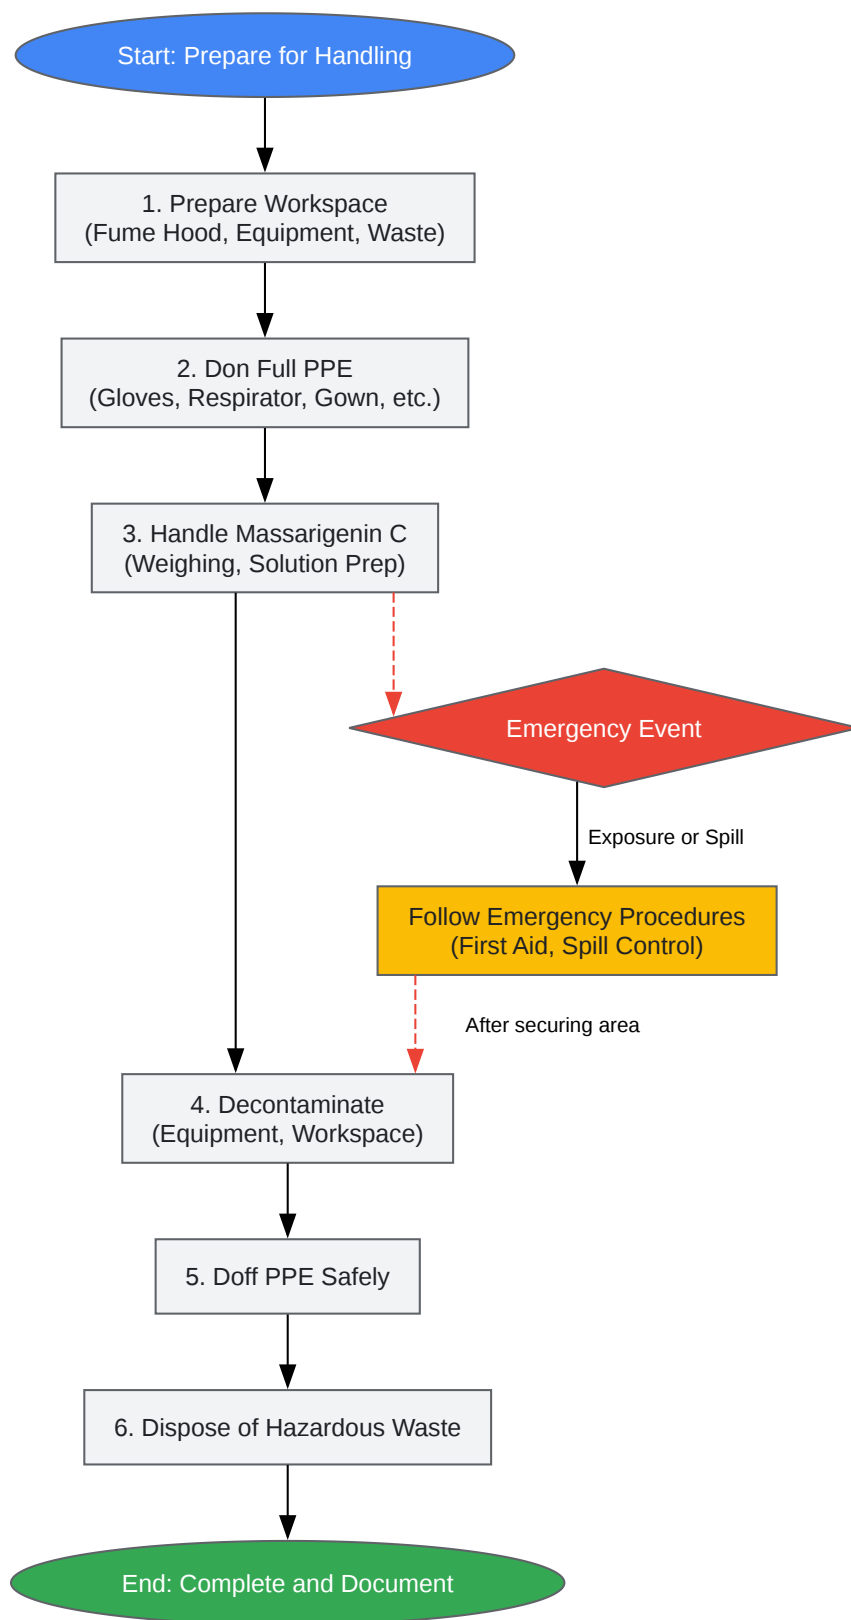 Start: Prepare for Handling
1. Prepare Workspace
(Fume Hood, Equipment, Waste)
2. Don Full PPE
(Gloves, Respirator, Gown, etc.)
3. Handle Massarigenin C
(Weighing, Solution Prep)
Emergency Event
Exposure or Spill
Follow Emergency Procedures
(First Aid, Spill Control)
After securing area
4. Decontaminate
(Equipment, Workspace)
5. Doff PPE Safely
6. Dispose of Hazardous Waste
End: Complete and Document